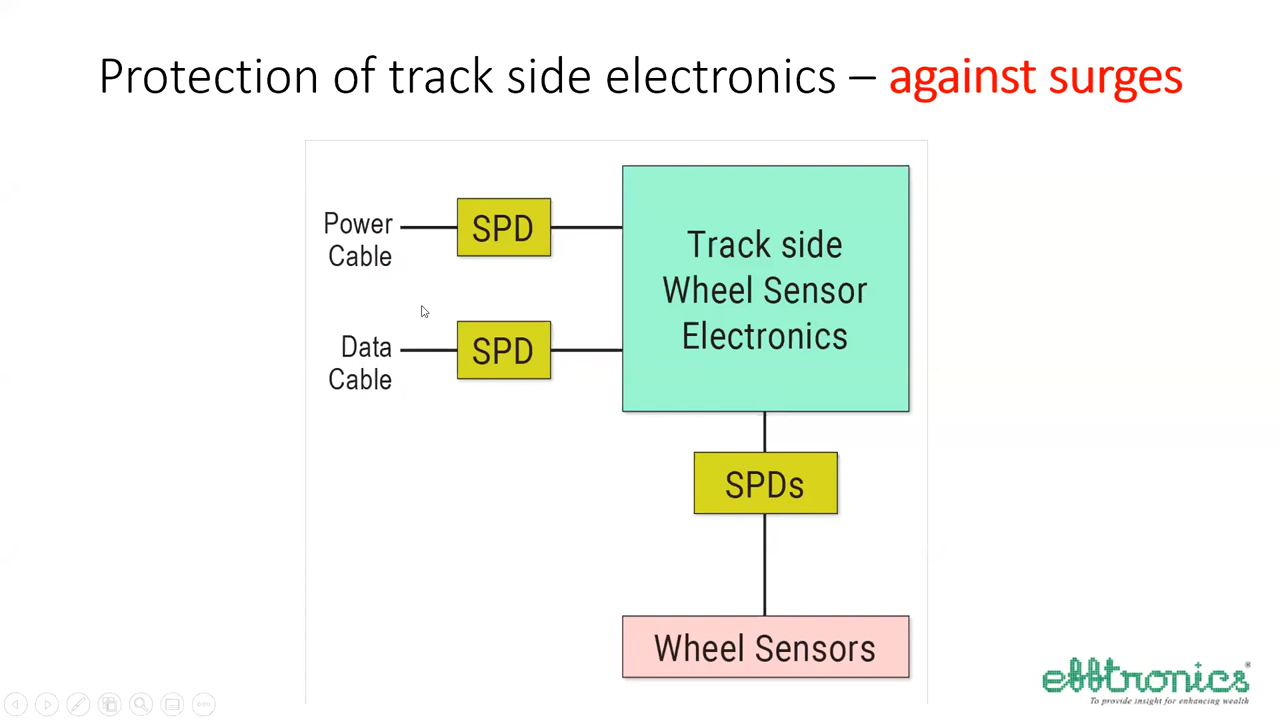 Protection of track side electronics – against surges
Power
Cable
SPD
Data
Cable
SPD
Track side
Wheel Sensor
Electronics
SPDs
Wheel Sensors
efftronics®
To provide insight for enhancing wealth